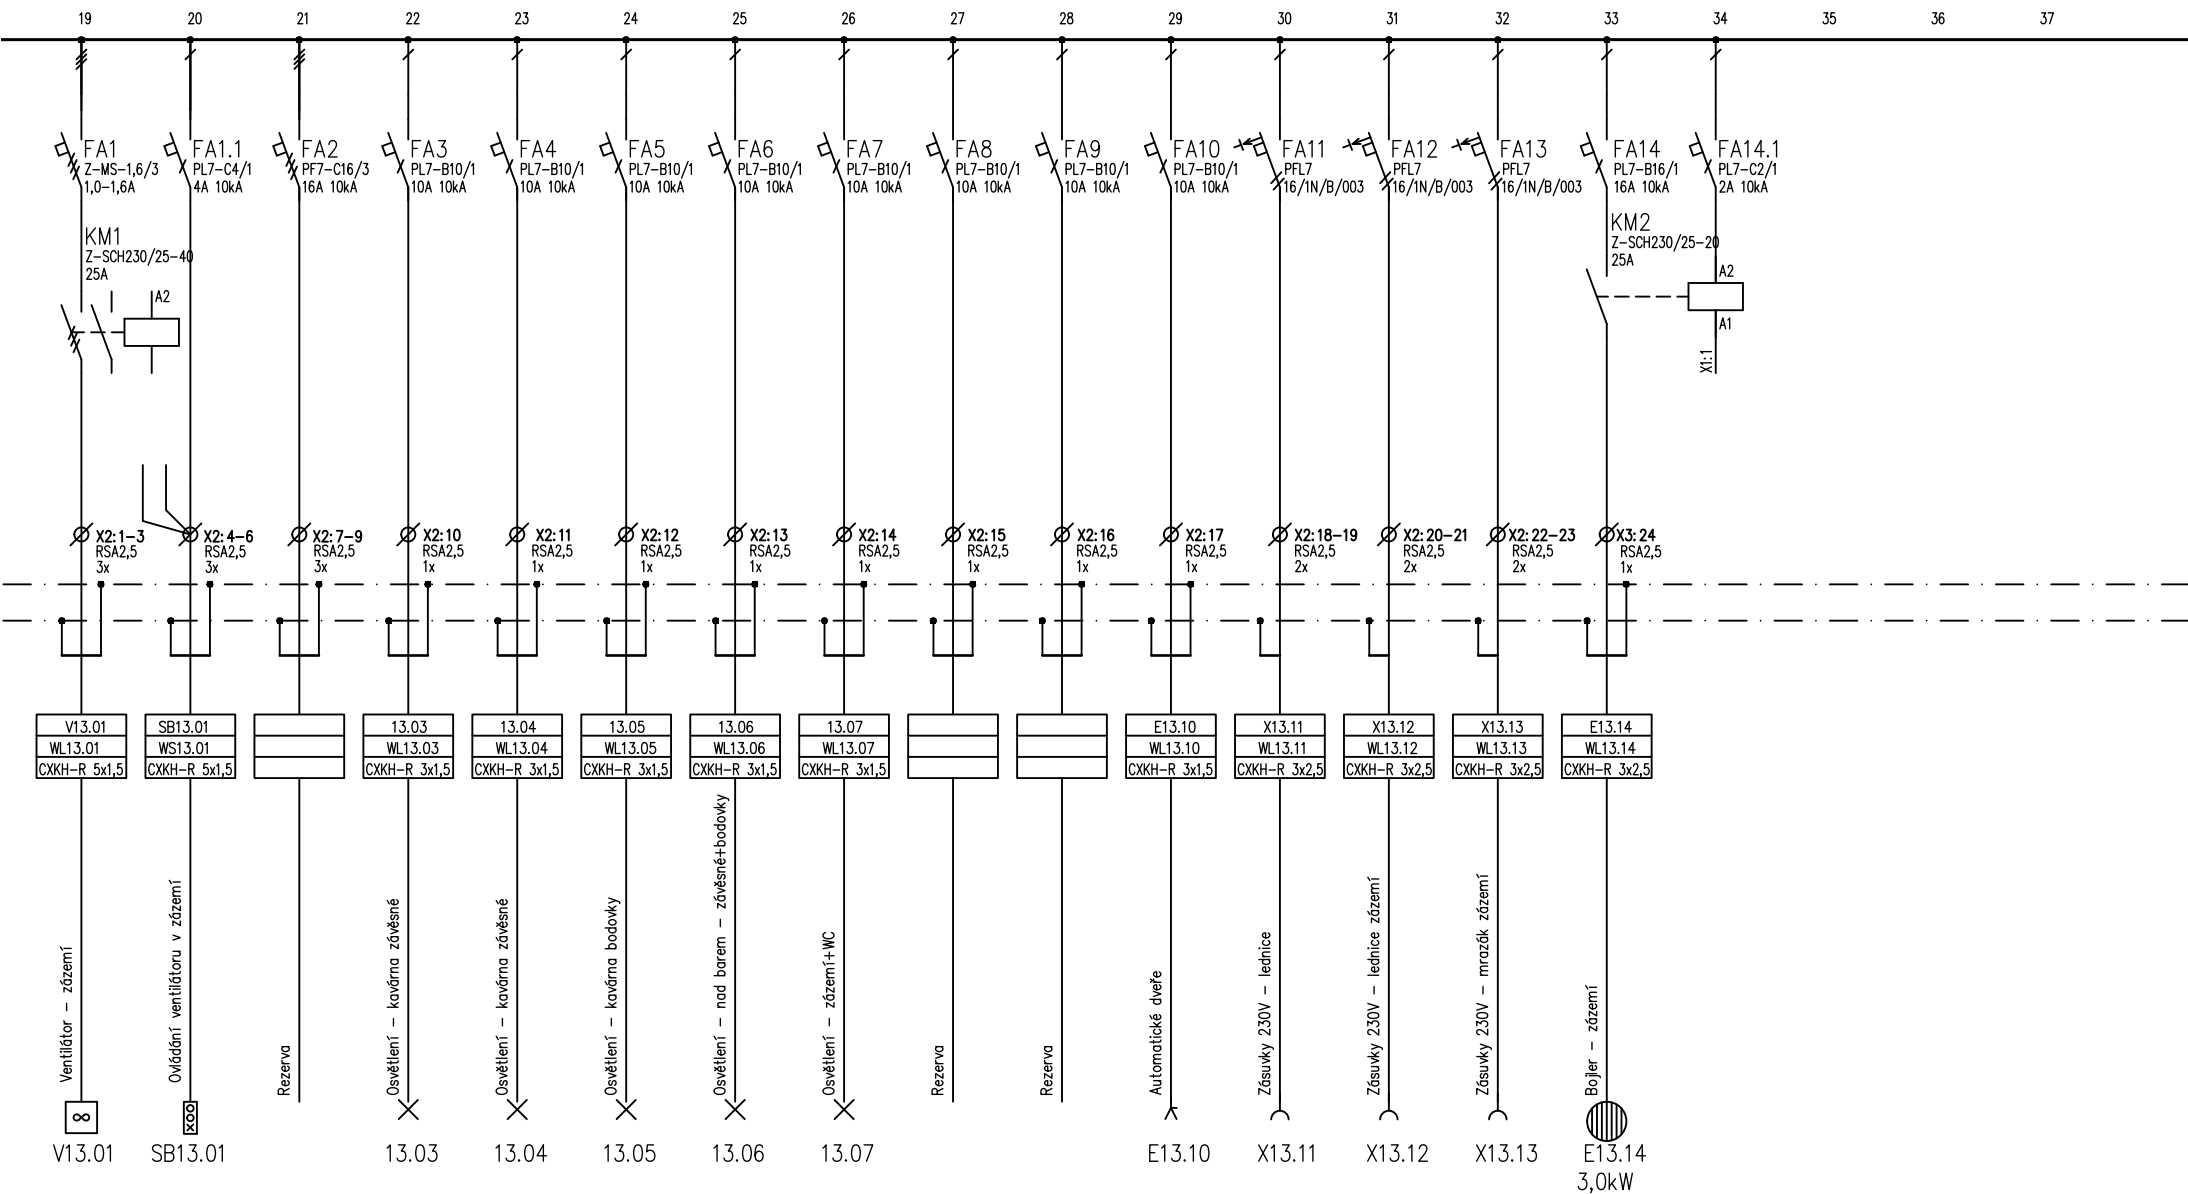 19 20 21 22 23 24 25 26 27 28 29 30 31 32 33 34 35 36 37
FA1 FA1.1 FA2 FA3 FA4 FA5 FA6 FA7 FA8 FA9 FA10 FA11 FA12 FA13 FA14 FA14.1
Z-MS-1,6/3 PL7-C4/1 PF7-C16/3 PL7-B10/1 PL7-B10/1 PL7-B10/1 PL7-B10/1 PL7-B10/1 PL7-B10/1 PL7-B10/1 PL7-B10/1 PFL7 PFL7 PFL7 PL7-B16/1 PL7-C2/1
1,0-1,6A 4A 10kA 16A 10kA 10A 10kA 10A 10kA 10A 10kA 10A 10kA 10A 10kA 10A 10kA 10A 10kA 10A 10kA 16/1N/B/003 16/1N/B/003 16/1N/B/003 16A 10kA 2A 10kA
KM1
Z-SCH230/25-40
25A
A2
KM2
Z-SCH230/25-20
25A
A2
A1
X1:1
X2:1-3 X2:4-6 X2:7-9 X2:10 X2:11 X2:12 X2:13 X2:14 X2:15 X2:16 X2:17 X2:18-19 X2:20-21 X2:22-23 X3:24
RSA2,5 RSA2,5 RSA2,5 RSA2,5 RSA2,5 RSA2,5 RSA2,5 RSA2,5 RSA2,5 RSA2,5 RSA2,5 RSA2,5 RSA2,5 RSA2,5 RSA2,5
3x 3x 3x 1x 1x 1x 1x 1x 1x 1x 1x 2x 2x 2x 1x
V13.01 SB13.01 13.03 13.04 13.05 13.06 13.07 E13.10 X13.11 X13.12 X13.13 E13.14
WL13.01 WS13.01 WL13.03 WL13.04 WL13.05 WL13.06 WL13.07 WL13.10 WL13.11 WL13.12 WL13.13 WL13.14
CXKH-R 5x1,5 CXKH-R 5x1,5 CXKH-R 3x1,5 CXKH-R 3x1,5 CXKH-R 3x1,5 CXKH-R 3x1,5 CXKH-R 3x1,5 CXKH-R 3x1,5 CXKH-R 3x2,5 CXKH-R 3x2,5 CXKH-R 3x2,5 CXKH-R 3x2,5
Ventilátor - zázemí
Ovládání ventilátoru v zázemí
Rezerva
Osvětlení - kavárna závěsné
Osvětlení - kavárna závěsné
Osvětlení - kavárna bodovky
Osvětlení - nad barem - závěsné+bodovky
Osvětlení - zázemí+WC
Rezerva
Rezerva
Automatické dveře
Zásuvky 230V - lednice
Zásuvky 230V - lednice zázemí
Zásuvky 230V - mrazák zázemí
Bojler - zázemí
V13.01 SB13.01 13.03 13.04 13.05 13.06 13.07 E13.10 X13.11 X13.12 X13.13 E13.14
3,0kW